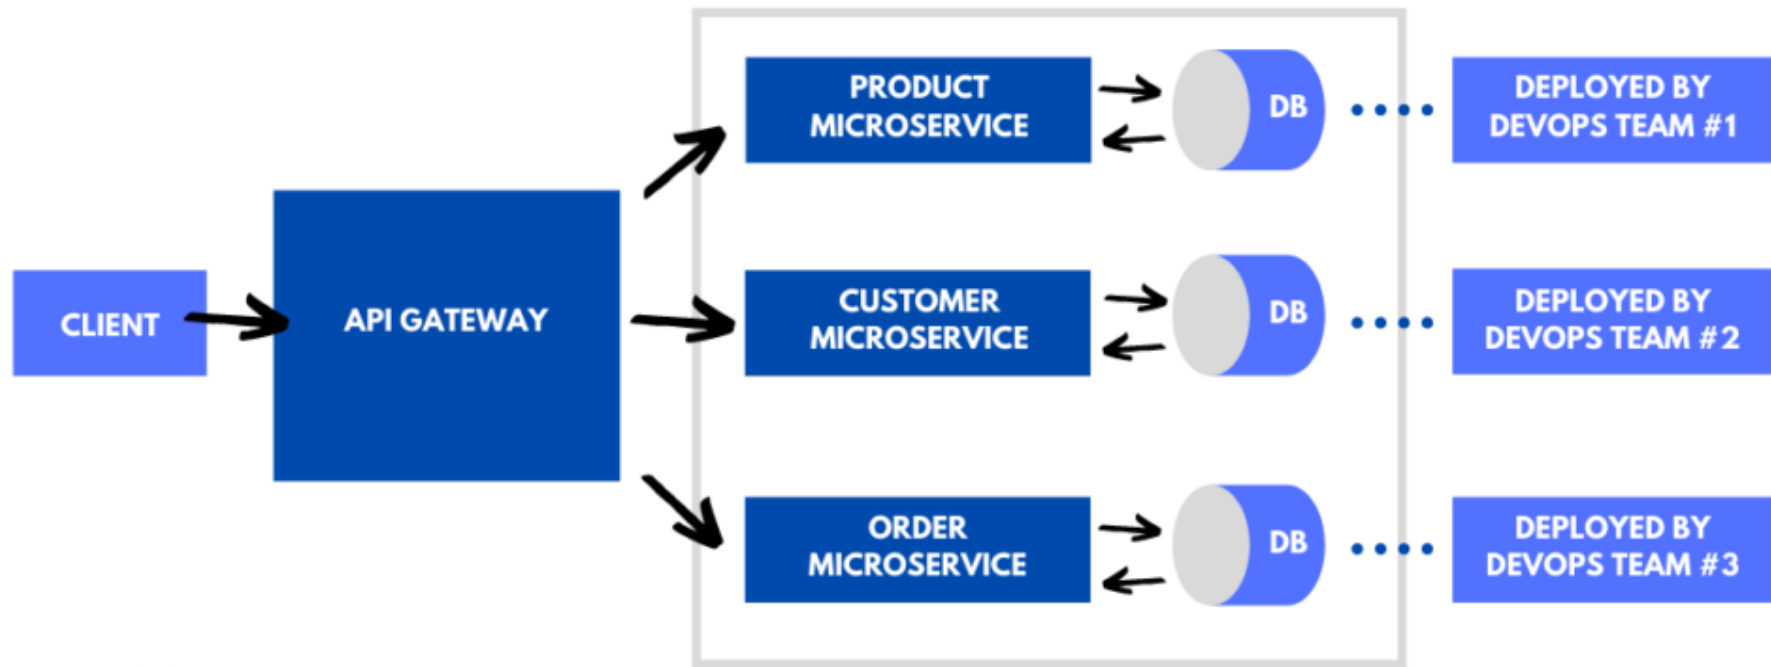 CLIENT
API GATEWAY
PRODUCT
MICROSERVICE
DB
DEPLOYED BY
DEVOPS TEAM #1
CUSTOMER
MICROSERVICE
DB
DEPLOYED BY
DEVOPS TEAM #2
ORDER
MICROSERVICE
DB
DEPLOYED BY
DEVOPS TEAM #3